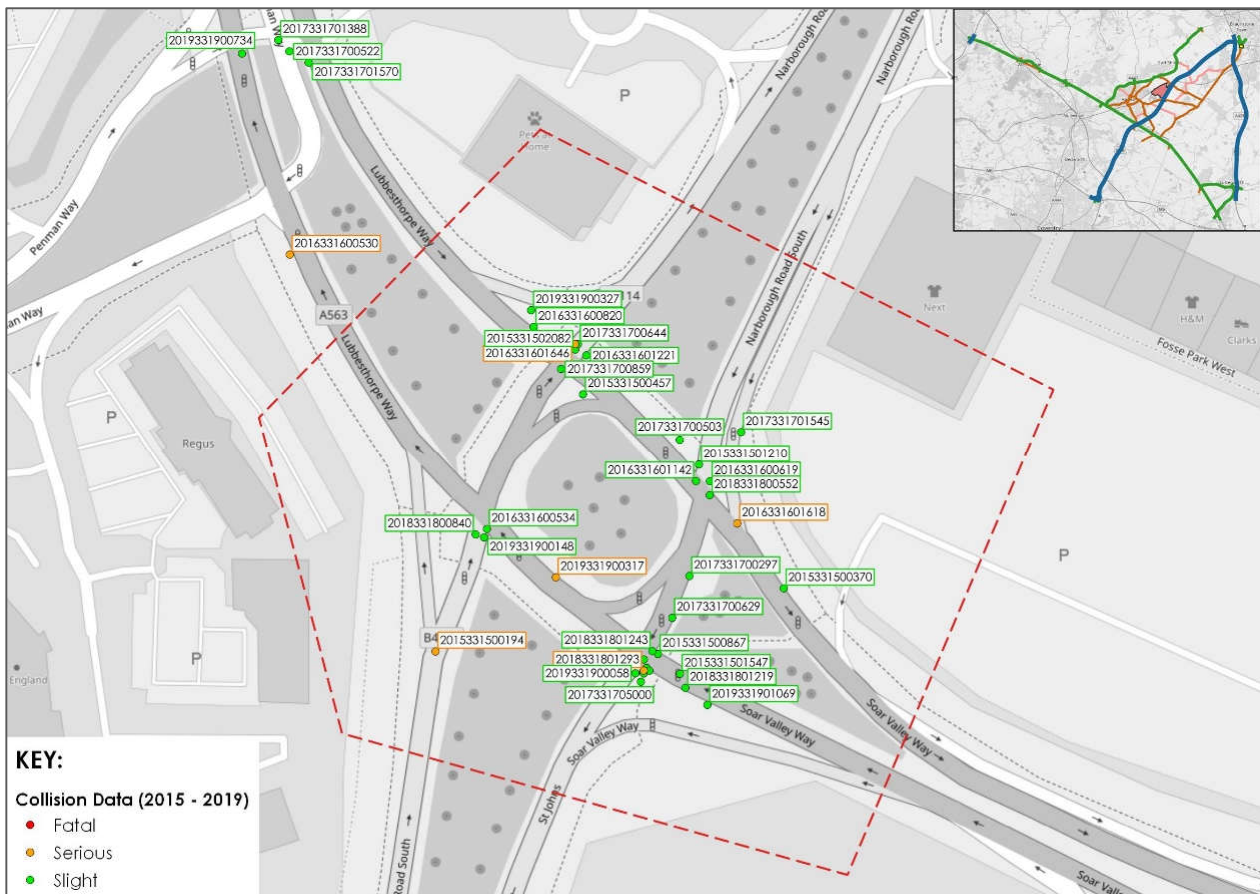 2019331900734
2017331701388
2017331700522
2017331701570
Penman Way
Narborough Road
Narborough Road
P
Lubbesthorpe Way
2016331600530
A563
Lubbesthorpe Way
Penman Way
Narborough Road South
Next
H&M
Clarks
Fosse Park West
2019331900327
14
2016331600820
2015331502082
2017331700644
2016331601646
2016331601221
2017331700859
2015331500457
P
Regus
2017331700503
2017331701545
2015331501210
2016331601142
2016331600619
2018331800552
2016331601618
2018331800840
2016331600534
2019331900148
2019331900317
P
2017331700297
2015331500370
2017331700629
2015331500194
P
England
2018331801243
2015331500867
2018331801293
2015331501547
2019331900058
2018331801219
2017331705000
2019331901069
Soar Valley Way
Soar Valley Way
Soar Valley Way
Soar Valley Way
St Johns
Road South
KEY:
Collision Data (2015 - 2019)
Fatal
Serious
Slight